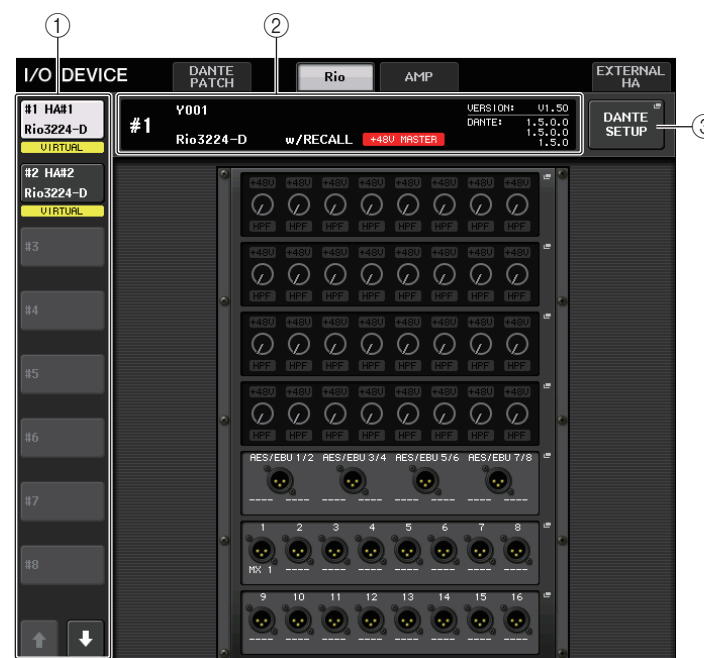 1 2
I/O DEVICE DANTE PATCH Rio AMP EXTERNAL HA
#1 HA#1
Rio3224-D
VIRTUAL
#2 HA#2
Rio3224-D
VIRTUAL
#3
#4
#5
#6
#7
#8
#1
Y001
Rio3224-D w/RECALL +48V MASTER
VERSION: V1.50
DANTE: 1.5.0.0
1.5.0.0
1.5.0
DANTE SETUP
3
+48V +48V +48V +48V +48V +48V +48V +48V
HPF HPF HPF HPF HPF HPF HPF HPF
+48V +48V +48V +48V +48V +48V +48V +48V
HPF HPF HPF HPF HPF HPF HPF HPF
+48V +48V +48V +48V +48V +48V +48V +48V
HPF HPF HPF HPF HPF HPF HPF HPF
+48V +48V +48V +48V +48V +48V +48V +48V
HPF HPF HPF HPF HPF HPF HPF HPF
AES/EBU 1/2 AES/EBU 3/4 AES/EBU 5/6 AES/EBU 7/8
---- ---- ---- ---- ---- ---- ---- ----
1 2 3 4 5 6 7 8
MX 1 ---- ---- ---- ---- ---- ---- ----
9 10 11 12 13 14 15 16
---- ---- ---- ---- ---- ---- ---- ----